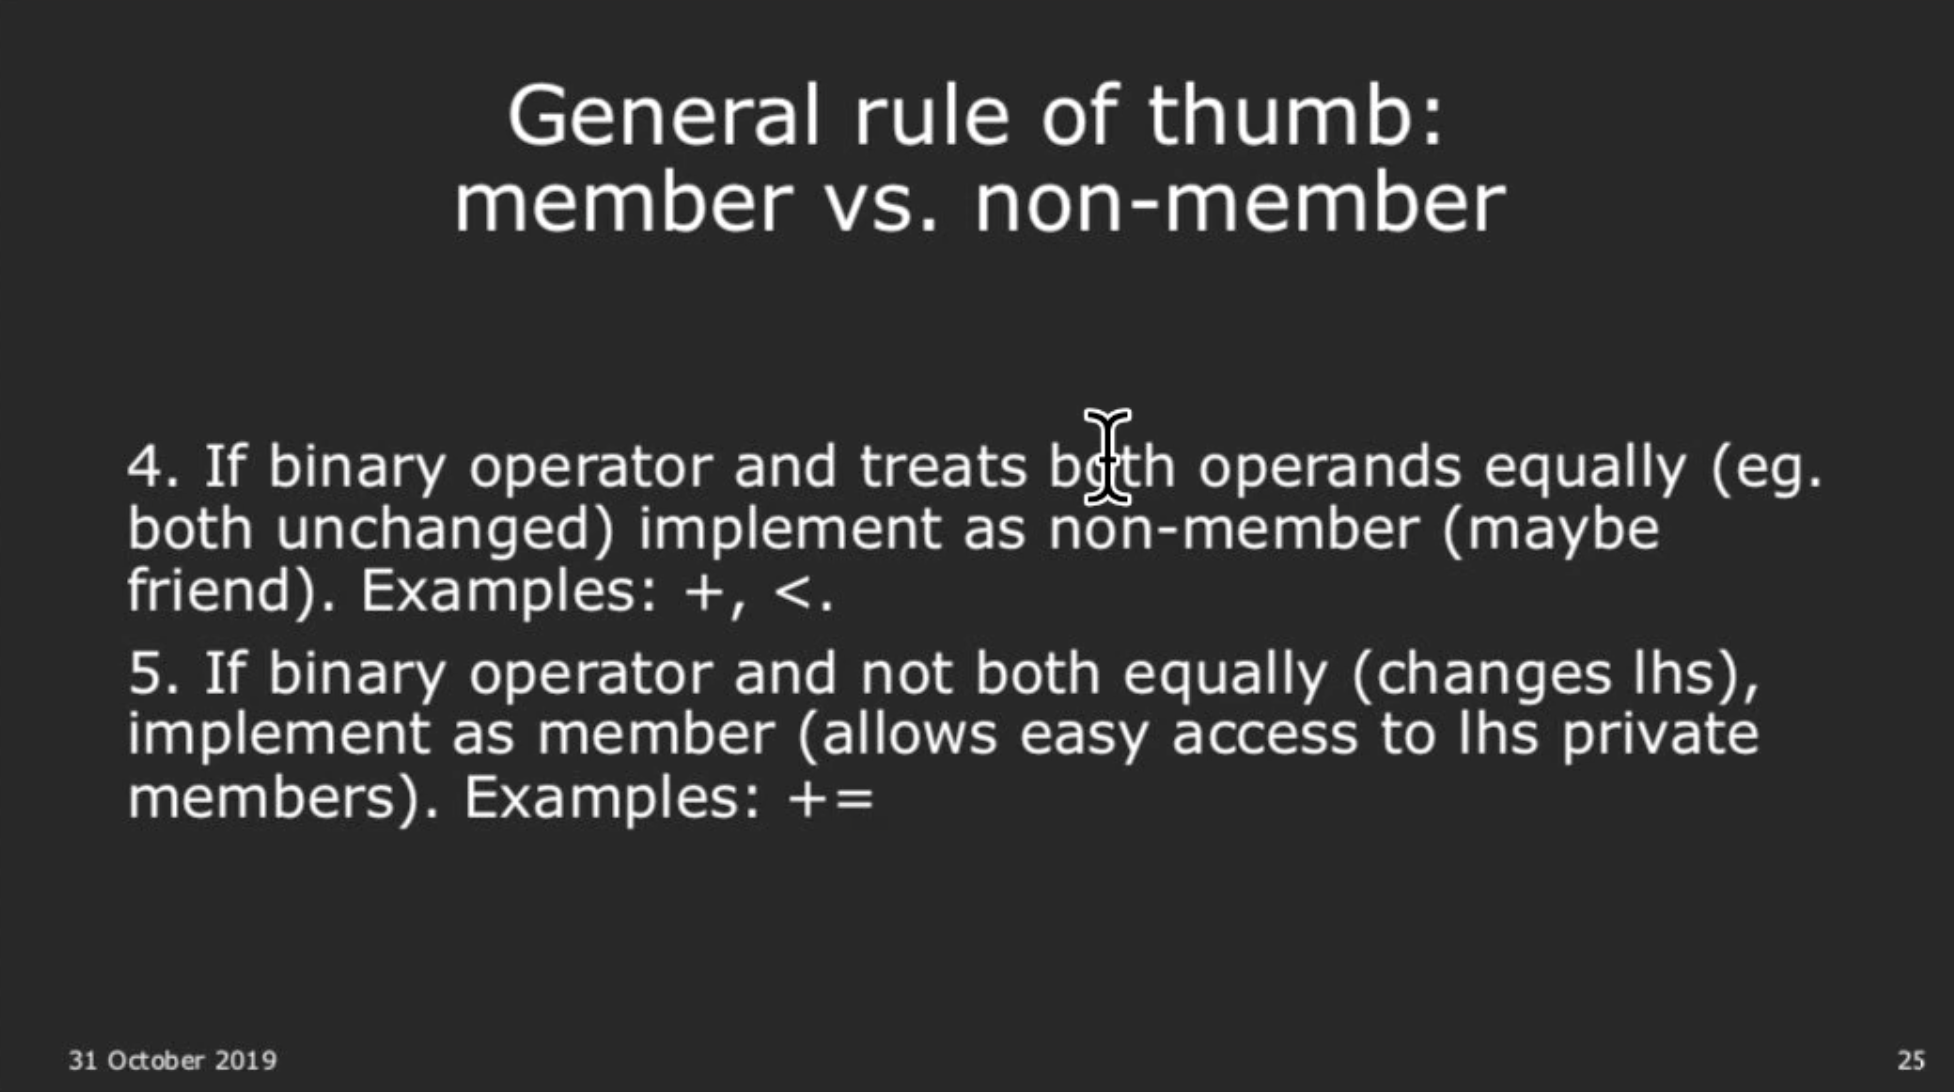 General rule of thumb:
member vs. non-member
4. If binary operator and treats both operands equally (eg.
both unchanged) implement as non-member (maybe
friend). Examples: +, <.
5. If binary operator and not both equally (changes lhs),
implement as member (allows easy access to lhs private
members). Examples: +=
31 October 2019
25